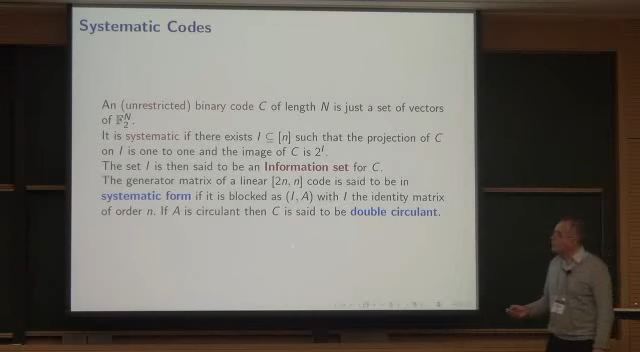 Systematic Codes
An (unrestricted) binary code C of length N is just a set of vectors
of 𝔽₂ᴺ.
It is systematic if there exists I ⊆ [n] such that the projection of C
on I is one to one and the image of C is 2ᴵ.
The set I is then said to be an Information set for C.
The generator matrix of a linear [2n, n] code is said to be in
systematic form if it is blocked as (I, A) with I the identity matrix
of order n. If A is circulant then C is said to be double circulant.